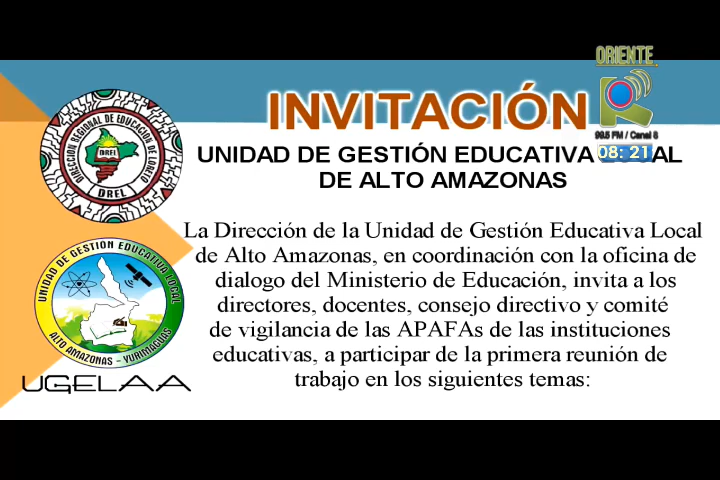 ORIENTE
INVITACIÓN
99.5 FM / Canal 8
08:21
UNIDAD DE GESTIÓN EDUCATIVA AL
DE ALTO AMAZONAS
DIRECCIÓN REGIONAL DE EDUCACIÓN DE LORETO
DREL
DREL
La Dirección de la Unidad de Gestión Educativa Local
de Alto Amazonas, en coordinación con la oficina de
dialogo del Ministerio de Educación, invita a los
directores, docentes, consejo directivo y comité
de vigilancia de las APAFAs de las instituciones
educativas, a participar de la primera reunión de
trabajo en los siguientes temas:
UNIDAD DE GESTIÓN EDUCATIVA LOCAL
ALTO AMAZONAS - YURIMAGUAS
UGELAA